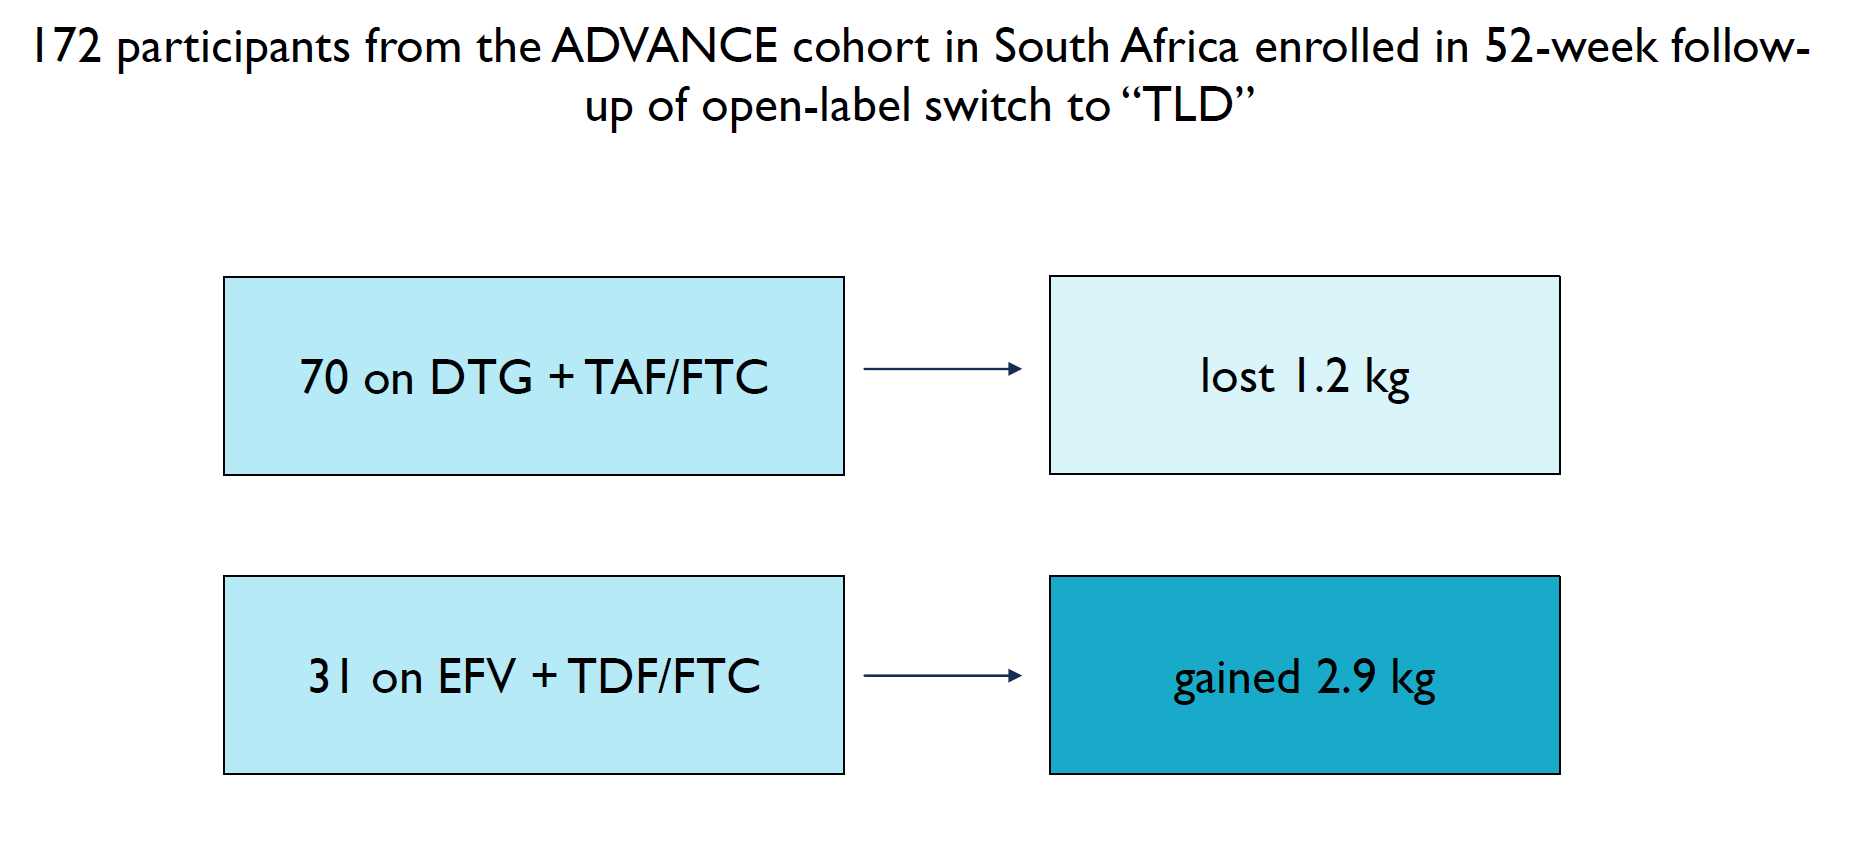 172 participants from the ADVANCE cohort in South Africa enrolled in 52-week follow-
up of open-label switch to “TLD”
70 on DTG + TAF/FTC
lost 1.2 kg
31 on EFV + TDF/FTC
gained 2.9 kg